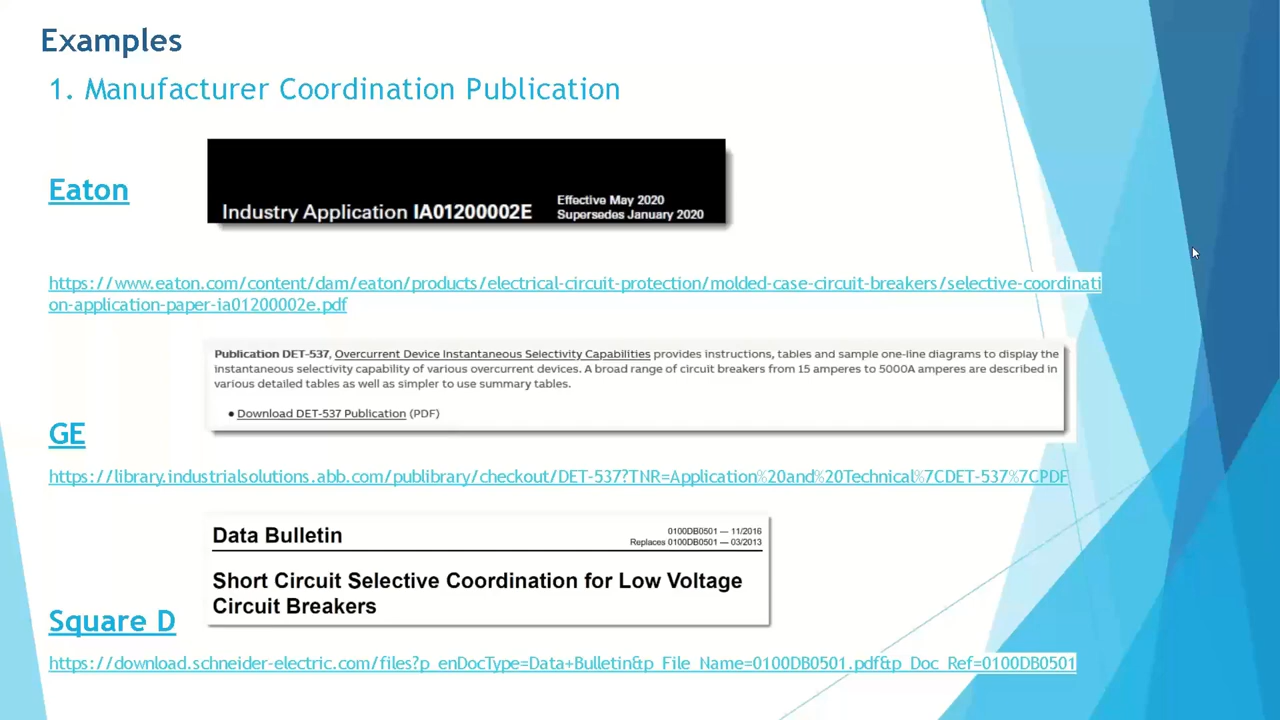 Examples
1. Manufacturer Coordination Publication
Eaton
Industry Application IA01200002E
Effective May 2020
Supersedes January 2020
https://www.eaton.com/content/dam/eaton/products/electrical-circuit-protection/molded-case-circuit-breakers/selective-coordinati
on-application-paper-ia01200002e.pdf
Publication DET-537, Overcurrent Device Instantaneous Selectivity Capabilities provides instructions, tables and sample one-line diagrams to display the
instantaneous selectivity capability of various overcurrent devices. A broad range of circuit breakers from 15 amperes to 5000A amperes are described in
various detailed tables as well as simpler to use summary tables.
• Download DET-537 Publication (PDF)
GE
https://library.industrialsolutions.abb.com/publibrary/checkout/DET-537?TNR=Application%20and%20Technical%7CDET-537%7CPDF
Data Bulletin
0100DB0501 — 11/2016
Replaces 0100DB0501 — 03/2013
Short Circuit Selective Coordination for Low Voltage
Circuit Breakers
Square D
https://download.schneider-electric.com/files?p_enDocType=Data+Bulletin&p_File_Name=0100DB0501.pdf&p_Doc_Ref=0100DB0501